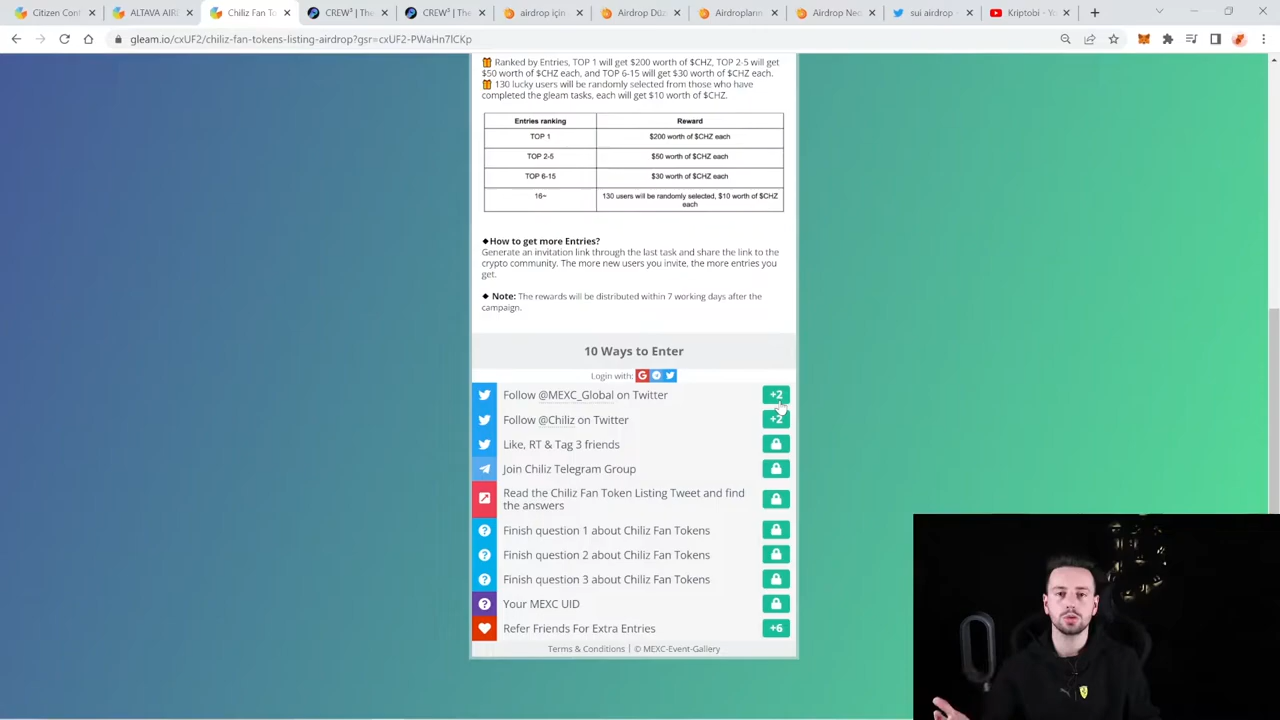 Citizen Conf
ALTAVA AIRI
Chiliz Fan To
CREW³ | The
CREW³ | The
airdrop için
Airdrop Dü
Airdropların
Airdrop Ned
sui airdrop -
Kriptobi - Yo
gleam.io/cxUF2/chiliz-fan-tokens-listing-airdrop?gsr=cxUF2-PWaHn7ICKp
Ranked by Entries, TOP 1 will get $200 worth of $CHZ, TOP 2-5 will get
$50 worth of $CHZ each, and TOP 6-15 will get $30 worth of $CHZ each.
130 lucky users will be randomly selected from those who have
completed the gleam tasks, each will get $10 worth of $CHZ.
Entries ranking Reward
TOP 1 $200 worth of $CHZ each
TOP 2-5 $50 worth of $CHZ each
TOP 6-15 $30 worth of $CHZ each
16~ 130 users will be randomly selected, $10 worth of $CHZ
each
◆How to get more Entries?
Generate an invitation link through the last task and share the link to the
crypto community. The more new users you invite, the more entries you
get.
◆ Note: The rewards will be distributed within 7 working days after the
campaign.
10 Ways to Enter
Login with:
Follow @MEXC_Global on Twitter +2
Follow @Chiliz on Twitter +2
Like, RT & Tag 3 friends
Join Chiliz Telegram Group
Read the Chiliz Fan Token Listing Tweet and find
the answers
Finish question 1 about Chiliz Fan Tokens
Finish question 2 about Chiliz Fan Tokens
Finish question 3 about Chiliz Fan Tokens
Your MEXC UID
Refer Friends For Extra Entries +6
Terms & Conditions | © MEXC-Event-Gallery